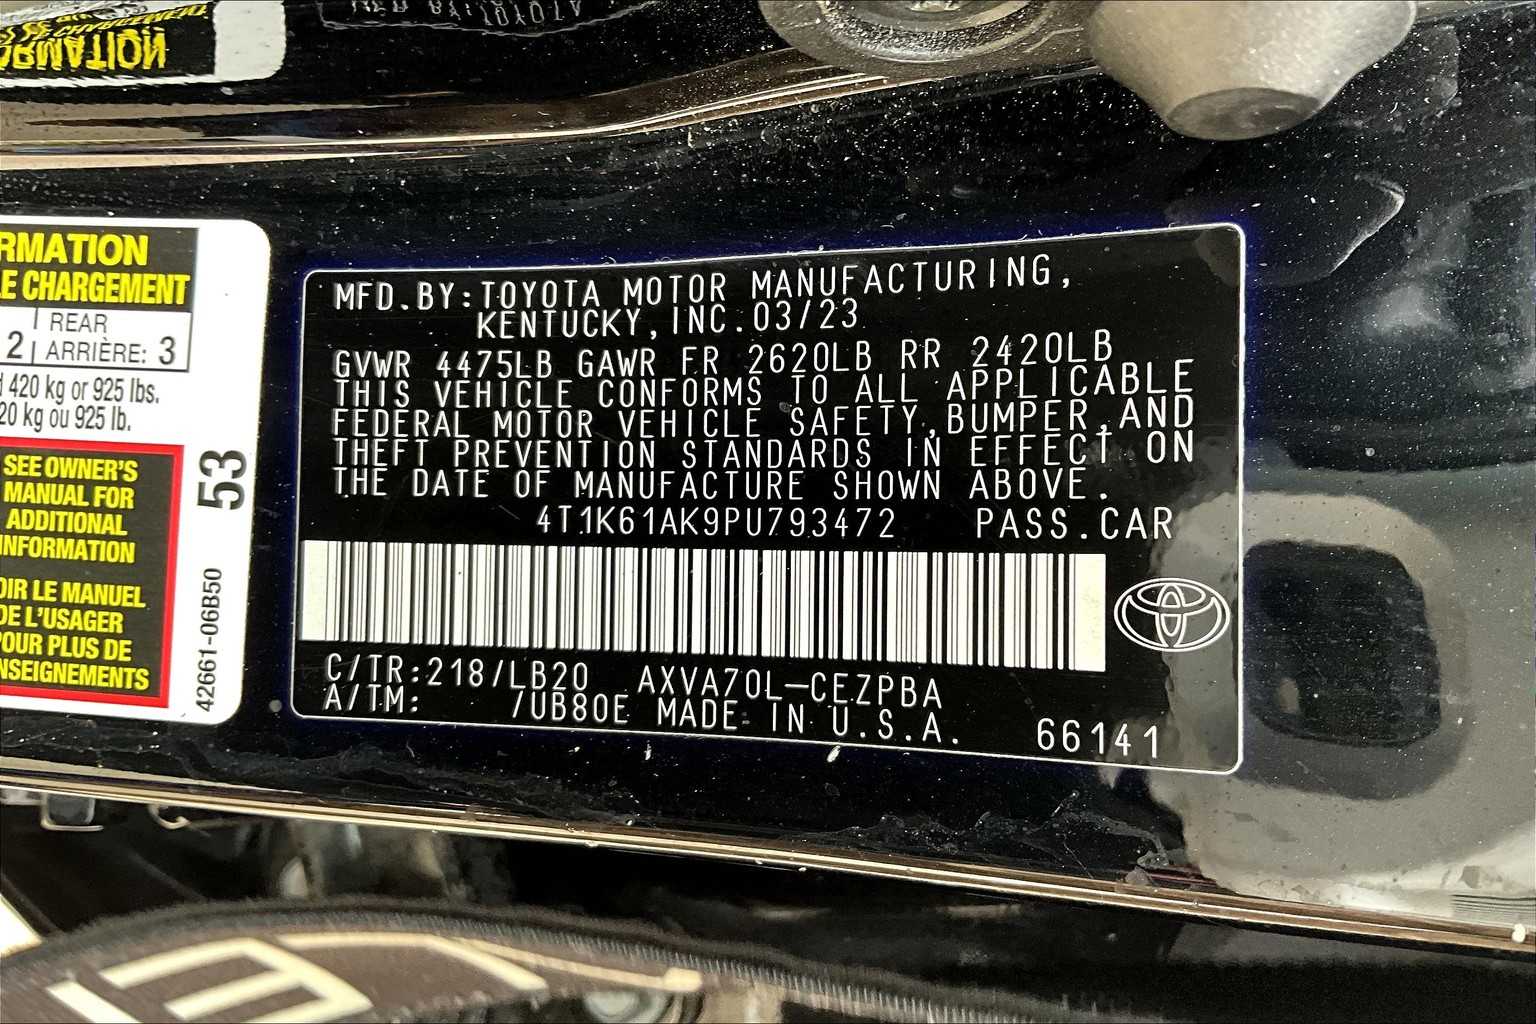 MFD.BY:TOYOTA MOTOR MANUFACTURING,
KENTUCKY,INC.03/23
GVWR 4475LB GAWR FR 2620LB RR 2420LB
THIS VEHICLE CONFORMS TO ALL APPLICABLE
FEDERAL MOTOR VEHICLE SAFETY,BUMPER,AND
THEFT PREVENTION STANDARDS IN EFFECT ON
THE DATE OF MANUFACTURE SHOWN ABOVE.
4T1K61AK9PU793472 PASS.CAR
C/TR:218/LB20 AXVA70L-CEZPBA
A/TM: 7UB80E MADE IN U.S.A.
66141
RMATION
LE CHARGEMENT
2 | REAR
ARRIÈRE: 3
420 kg or 925 lbs.
20 kg ou 925 lb.
SEE OWNER'S
MANUAL FOR
ADDITIONAL
INFORMATION
OIR LE MANUEL
DE L'USAGER
POUR PLUS DE
NSEIGNEMENTS
53
42661-06B50